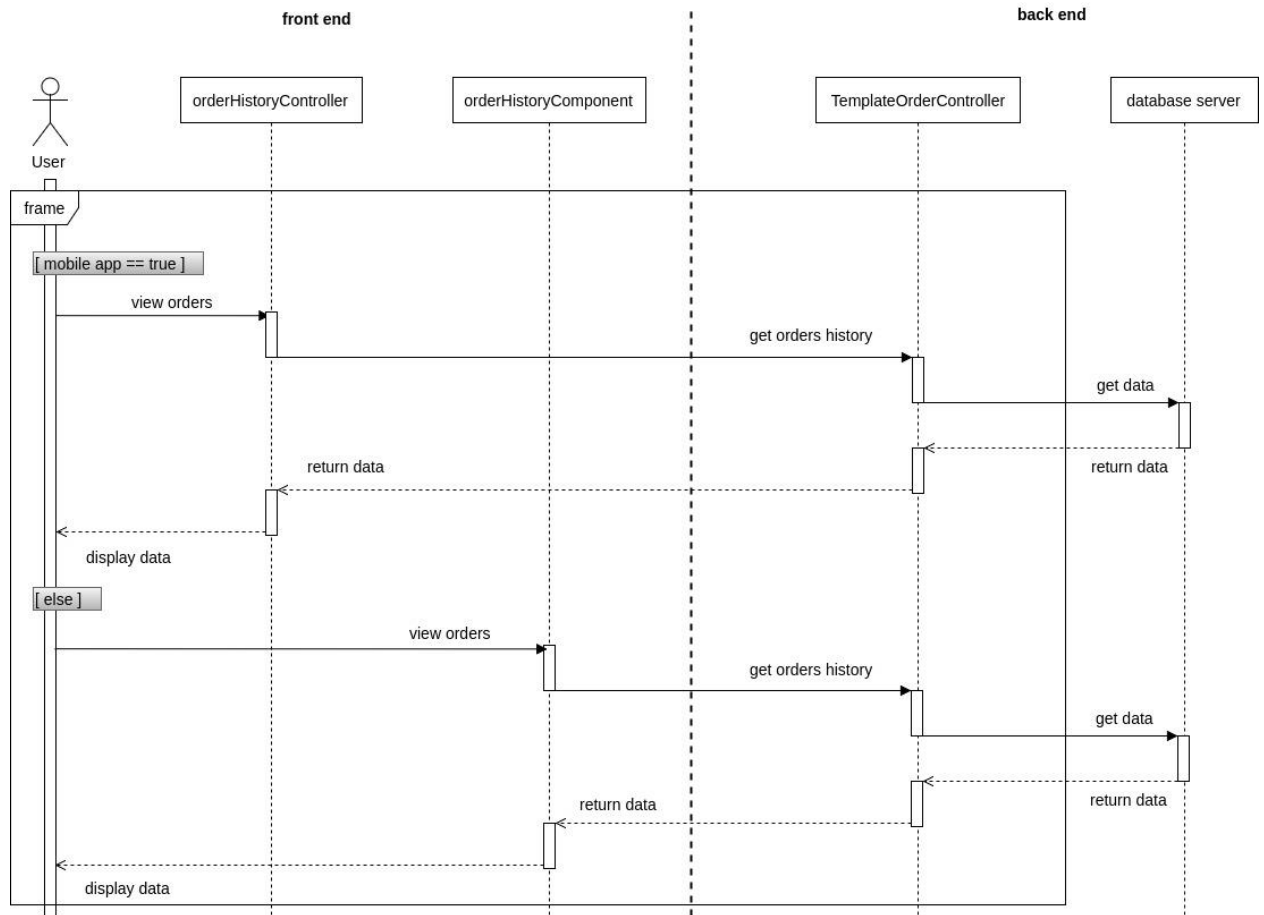 front end
back end
orderHistoryController
orderHistoryComponent
TemplateOrderController
database server
User
frame
[ mobile app == true ]
view orders
get orders history
get data
return data
return data
display data
[ else ]
view orders
get orders history
get data
return data
return data
display data